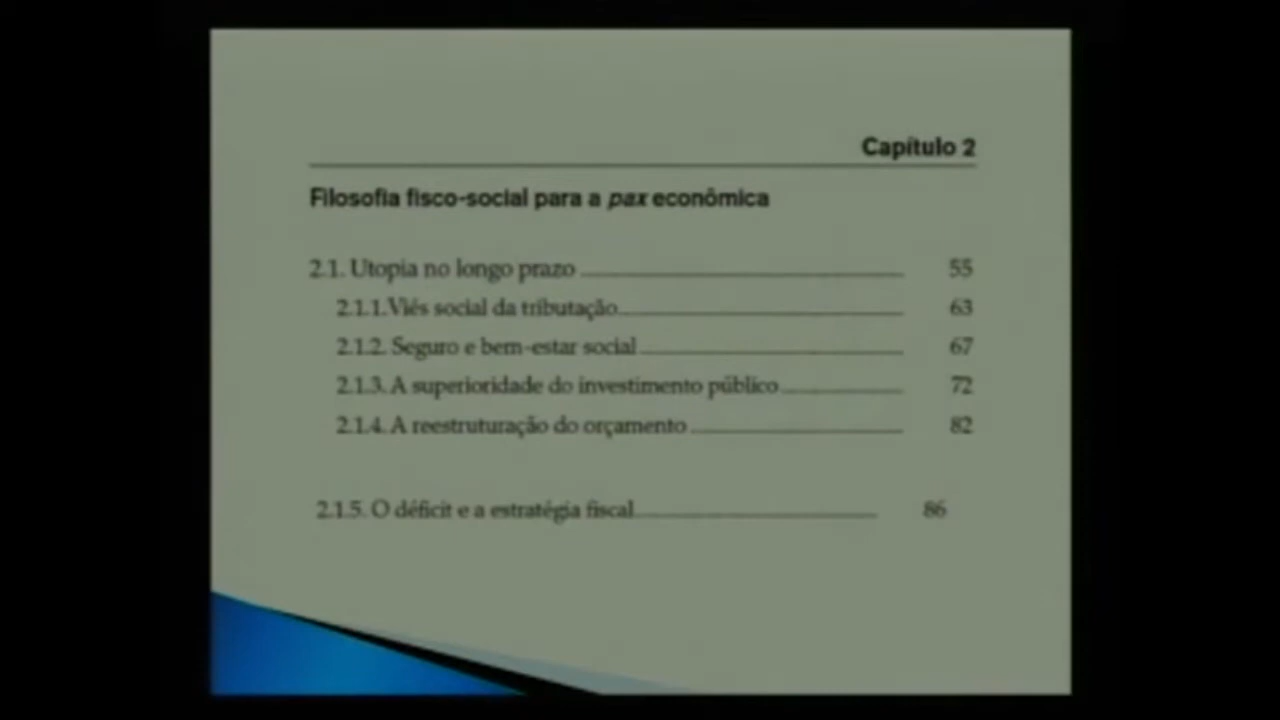 Capítulo 2
Filosofia fisco-social para a pax econômica
2.1. Utopia no longo prazo 55
2.1.1.Viés social da tributação 63
2.1.2. Seguro e bem-estar social 67
2.1.3. A superioridade do investimento público 72
2.1.4. A reestruturação do orçamento 82
2.1.5. O déficit e a estratégia fiscal 86